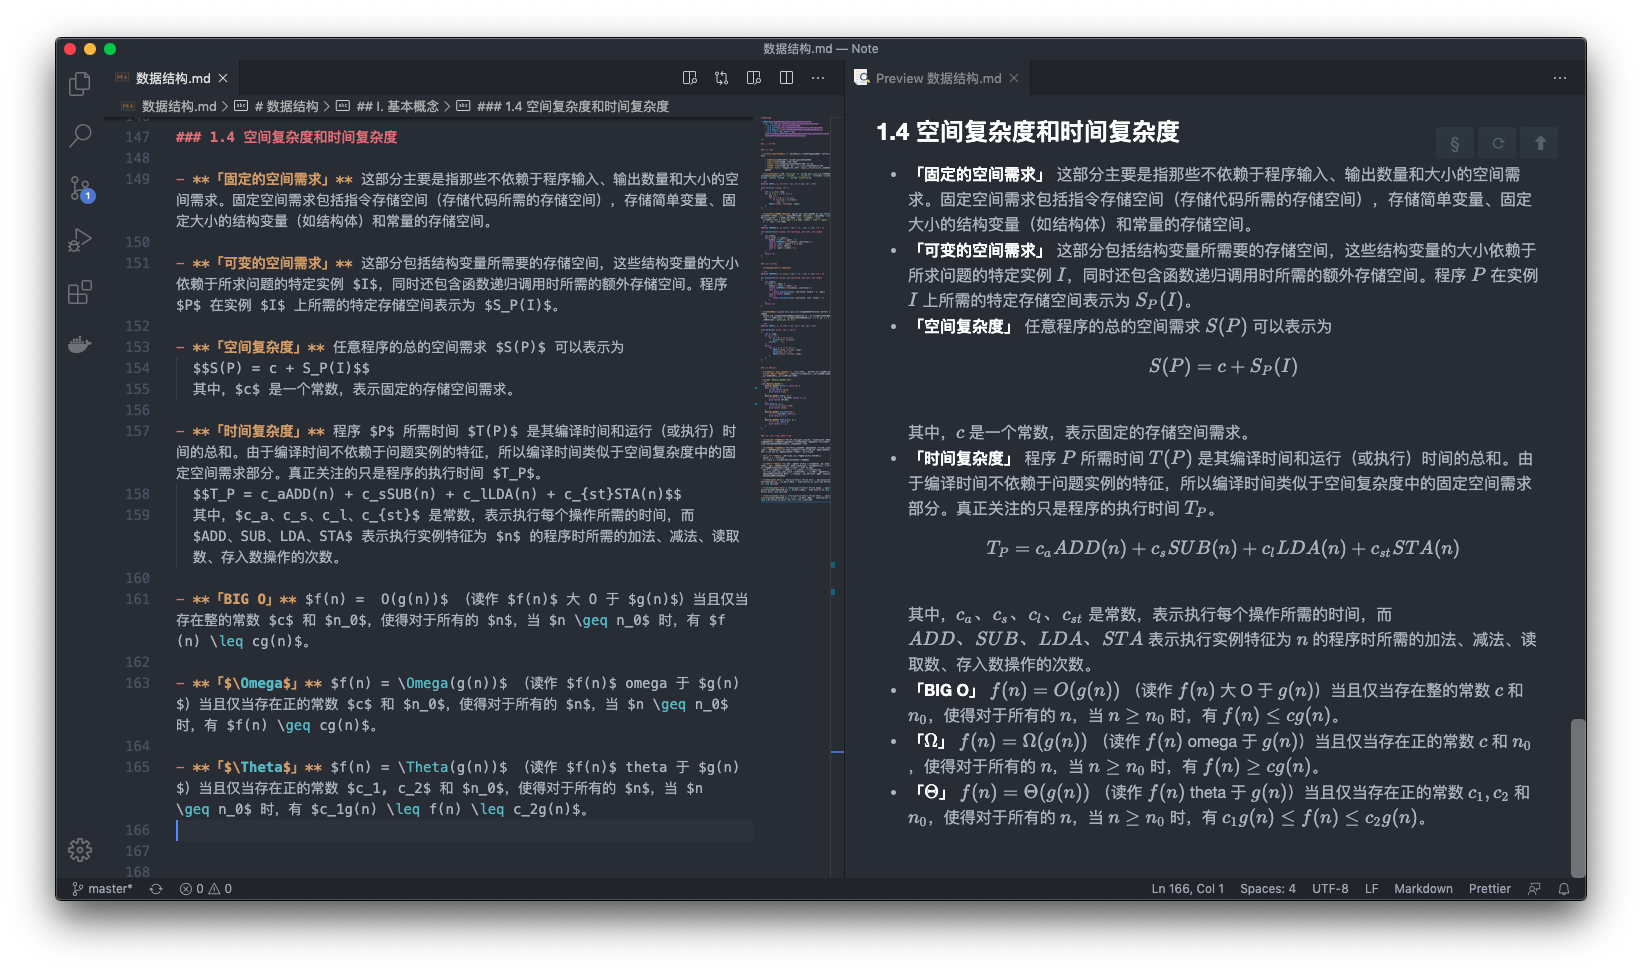 数据结构.md — Note
数据结构.md
Preview 数据结构.md
数据结构.md > # 数据结构 > ## I. 基本概念 > ### 1.4 空间复杂度和时间复杂度
146
147 ### 1.4 空间复杂度和时间复杂度
148
149 - **「固定的空间需求」** 这部分主要是指那些不依赖于程序输入、输出数量和大小的空
间需求。固定空间需求包括指令存储空间（存储代码所需的存储空间），存储简单变量、固
定大小的结构变量（如结构体）和常量的存储空间。
150
151 - **「可变的空间需求」** 这部分包括结构变量所需要的存储空间，这些结构变量的大小
依赖于所求问题的特定实例 $I$，同时还包含函数递归调用时所需的额外存储空间。程序
$P$ 在实例 $I$ 上所需的特定存储空间表示为 $S_P(I)$。
152
153 - **「空间复杂度」** 任意程序的总的空间需求 $S(P)$ 可以表示为
154 $$S(P) = c + S_P(I)$$
155 其中，$c$ 是一个常数，表示固定的存储空间需求。
156
157 - **「时间复杂度」** 程序 $P$ 所需时间 $T(P)$ 是其编译时间和运行（或执行）时
间的总和。由于编译时间不依赖于问题实例的特征，所以编译时间类似于空间复杂度中的固
定空间需求部分。真正关注的只是程序的执行时间 $T_P$。
158 $$T_P = c_aADD(n) + c_sSUB(n) + c_lLDA(n) + c_{st}STA(n)$$
159 其中，$c_a、c_s、c_l、c_{st}$ 是常数，表示执行每个操作所需的时间，而
$ADD、SUB、LDA、STA$ 表示执行实例特征为 $n$ 的程序时所需的加法、减法、读取
数、存入数操作的次数。
160
161 - **「BIG O」** $f(n) =  O(g(n))$ （读作 $f(n)$ 大 O 于 $g(n)$）当且仅当
存在整的常数 $c$ 和 $n_0$，使得对于所有的 $n$，当 $n \geq n_0$ 时，有 $f
(n) \leq cg(n)$。
162
163 - **「$\Omega$」** $f(n) = \Omega(g(n))$ （读作 $f(n)$ omega 于 $g(n)
$）当且仅当存在正的常数 $c$ 和 $n_0$，使得对于所有的 $n$，当 $n \geq n_0$
时，有 $f(n) \geq cg(n)$。
164
165 - **「$\Theta$」** $f(n) = \Theta(g(n))$ （读作 $f(n)$ theta 于 $g(n)
$）当且仅当存在正的常数 $c_1, c_2$ 和 $n_0$，使得对于所有的 $n$，当 $n
\geq n_0$ 时，有 $c_1g(n) \leq f(n) \leq c_2g(n)$。
166
167
168
1
1.4 空间复杂度和时间复杂度
§
• 「固定的空间需求」 这部分主要是指那些不依赖于程序输入、输出数量和大小的空间需
求。固定空间需求包括指令存储空间（存储代码所需的存储空间），存储简单变量、固定
大小的结构变量（如结构体）和常量的存储空间。
• 「可变的空间需求」 这部分包括结构变量所需要的存储空间，这些结构变量的大小依赖于
所求问题的特定实例 I，同时还包含函数递归调用时所需的额外存储空间。程序 P 在实例
I 上所需的特定存储空间表示为 S_P(I)。
• 「空间复杂度」 任意程序的总的空间需求 S(P) 可以表示为
S(P) = c + S_P(I)
其中，c 是一个常数，表示固定的存储空间需求。
• 「时间复杂度」 程序 P 所需时间 T(P) 是其编译时间和运行（或执行）时间的总和。由
于编译时间不依赖于问题实例的特征，所以编译时间类似于空间复杂度中的固定空间需求
部分。真正关注的只是程序的执行时间 T_P。
T_P = c_aADD(n) + c_sSUB(n) + c_lLDA(n) + c_{st}STA(n)
其中，c_a、c_s、c_l、c_{st} 是常数，表示执行每个操作所需的时间，而
ADD、SUB、LDA、STA 表示执行实例特征为 n 的程序时所需的加法、减法、读
取数、存入数操作的次数。
• 「BIG O」 f(n) = O(g(n)) （读作 f(n) 大 O 于 g(n)）当且仅当存在整的常数 c 和
n_0，使得对于所有的 n，当 n ≥ n_0 时，有 f(n) ≤ cg(n)。
• 「Ω」 f(n) = Ω(g(n)) （读作 f(n) omega 于 g(n)）当且仅当存在正的常数 c 和 n_0
，使得对于所有的 n，当 n ≥ n_0 时，有 f(n) ≥ cg(n)。
• 「Θ」 f(n) = Θ(g(n)) （读作 f(n) theta 于 g(n)）当且仅当存在正的常数 c_1, c_2 和
n_0，使得对于所有的 n，当 n ≥ n_0 时，有 c_1g(n) ≤ f(n) ≤ c_2g(n)。
master* 0 0 Ln 166, Col 1 Spaces: 4 UTF-8 LF Markdown Prettier